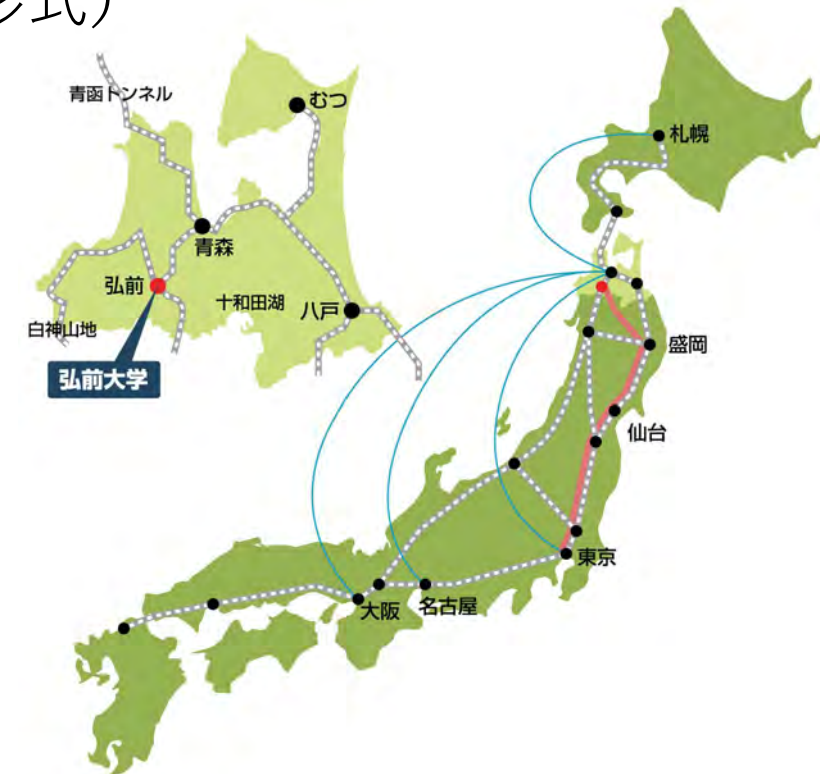 形式）
青函トンネル
むつ
青森
弘前
十和田湖
八戸
白神山地
弘前大学
札幌
盛岡
仙台
東京
名古屋
大阪